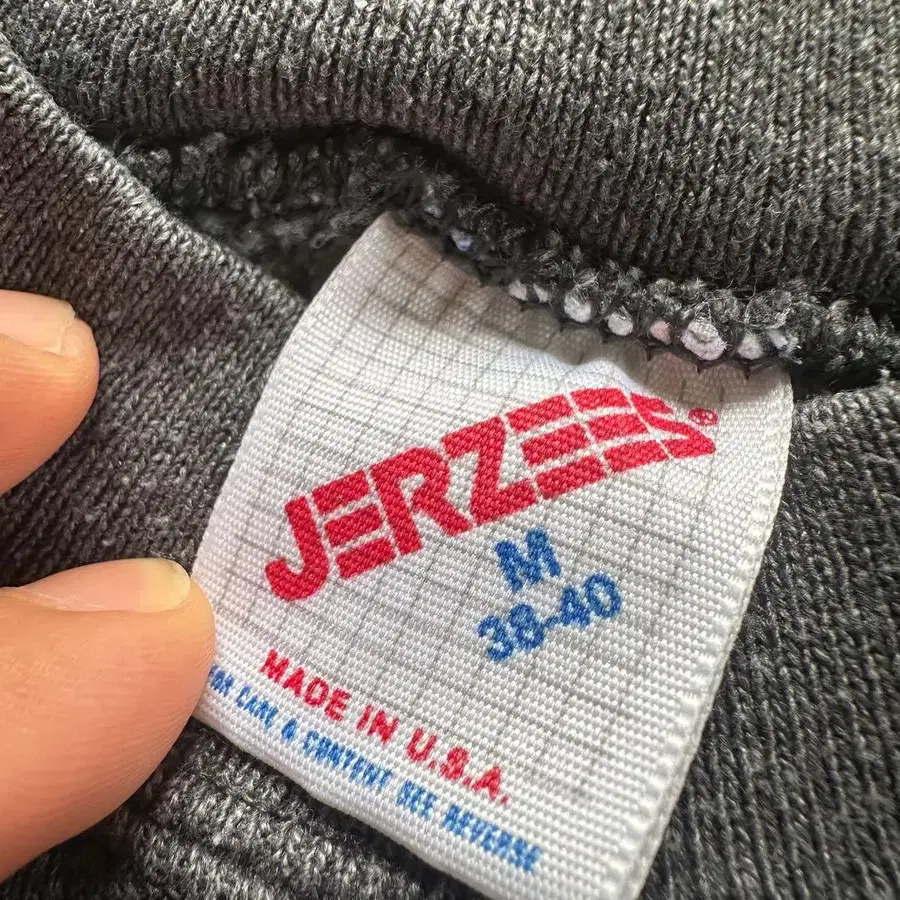 JERZEES®
M
38-40
MADE IN U.S.A.
FOR CARE & CONTENT SEE REVERSE